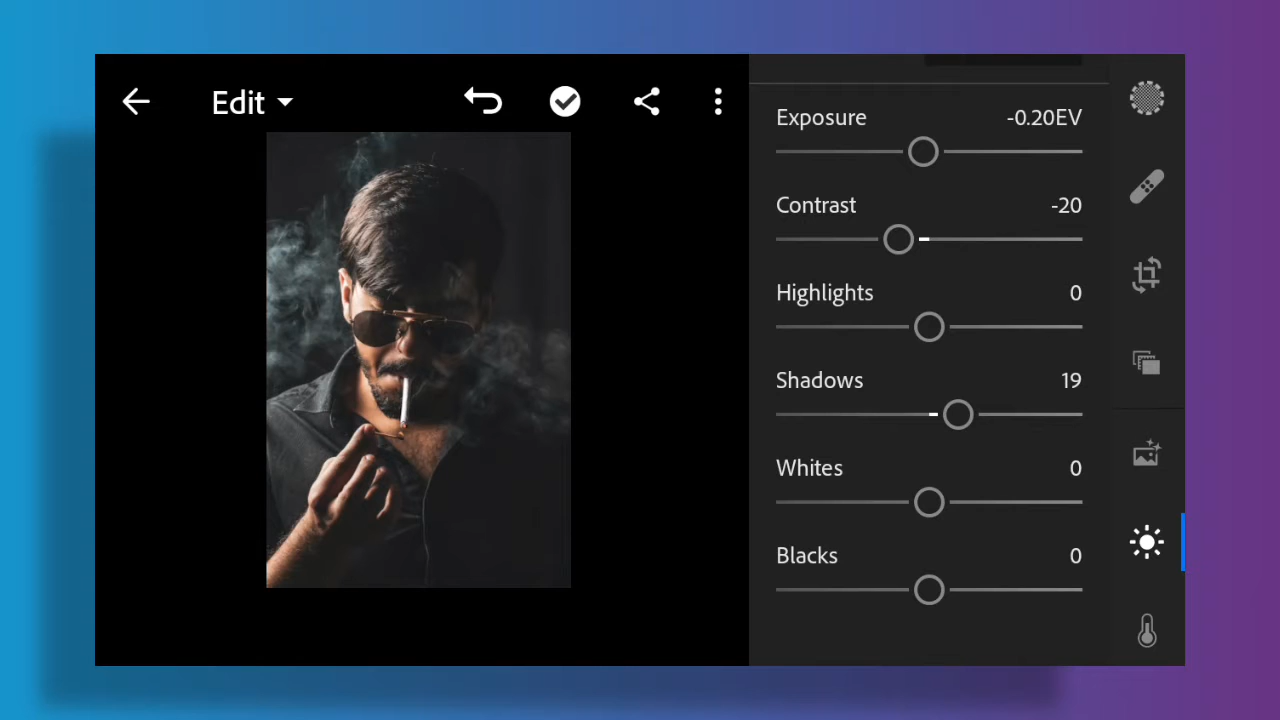 Edit
Exposure -0.20EV
Contrast -20
Highlights 0
Shadows 19
Whites 0
Blacks 0